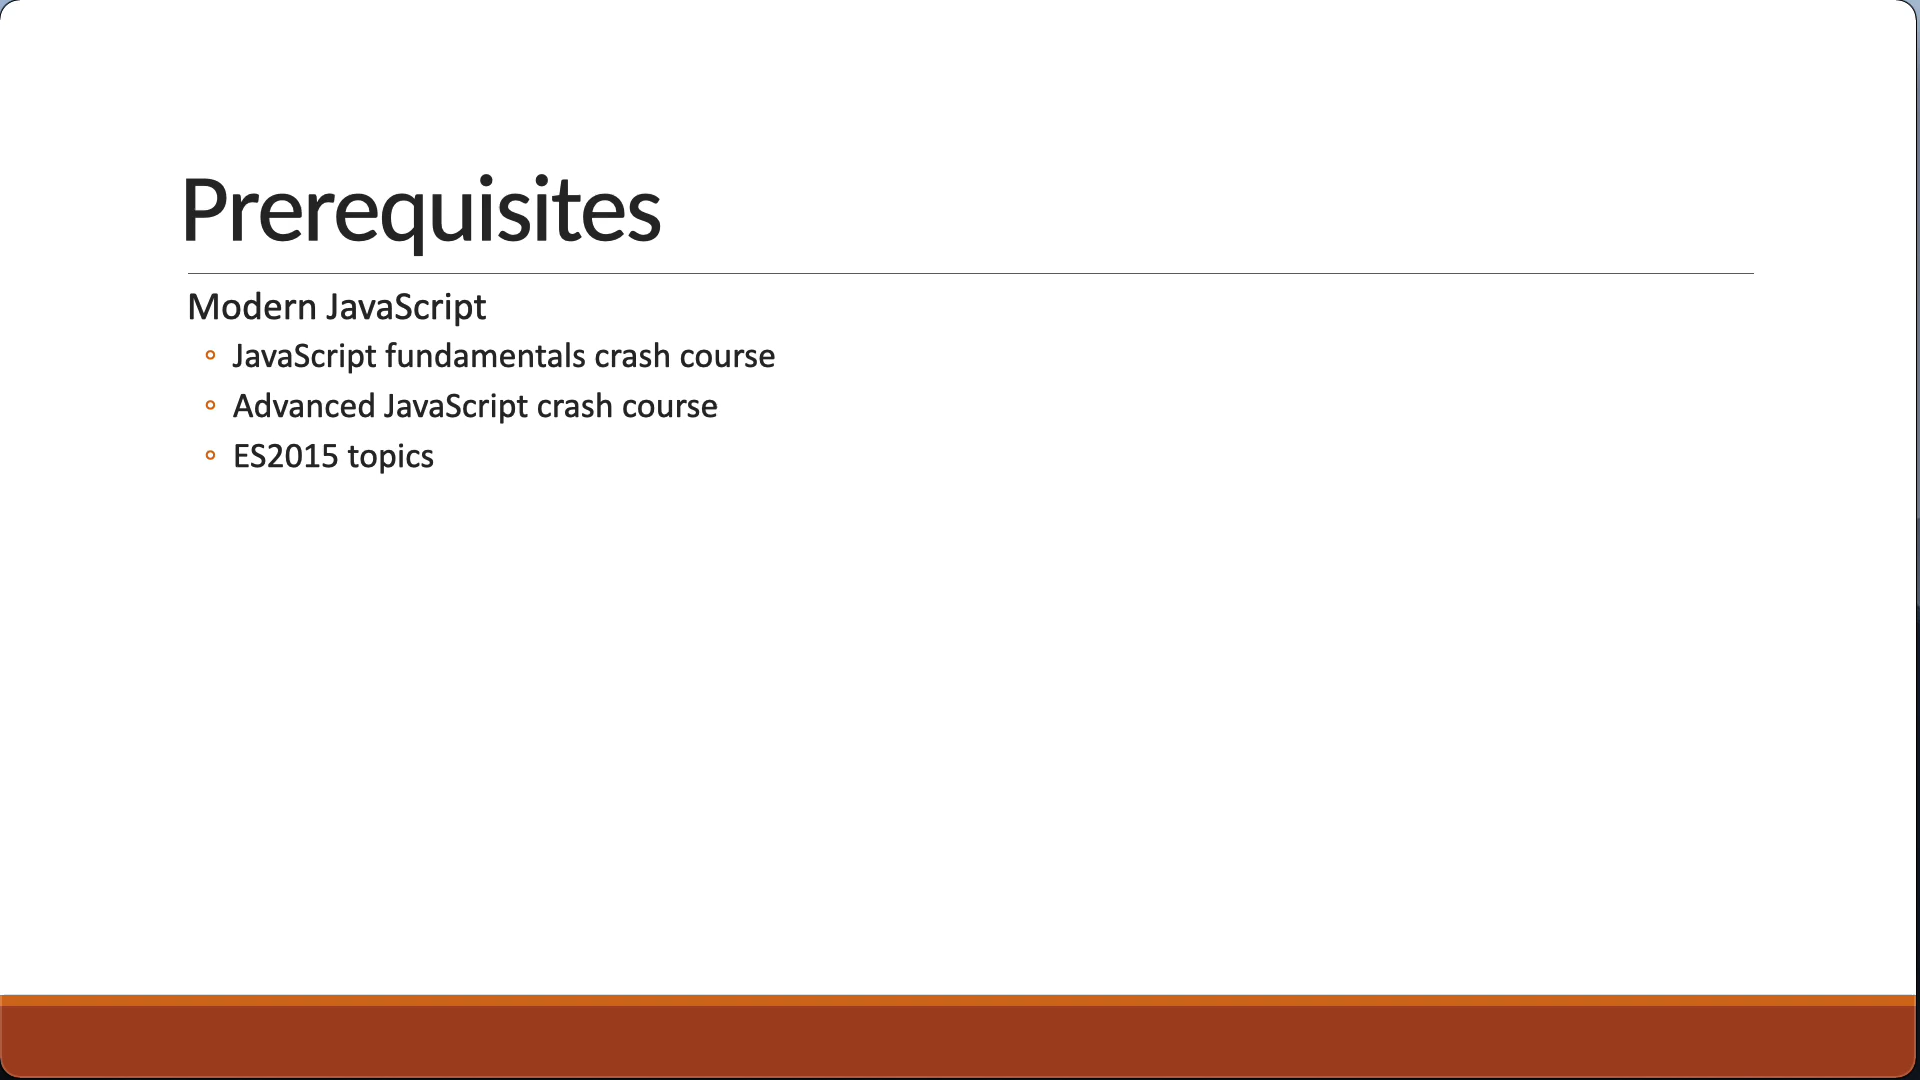 Prerequisites
Modern JavaScript
JavaScript fundamentals crash course
Advanced JavaScript crash course
ES2015 topics